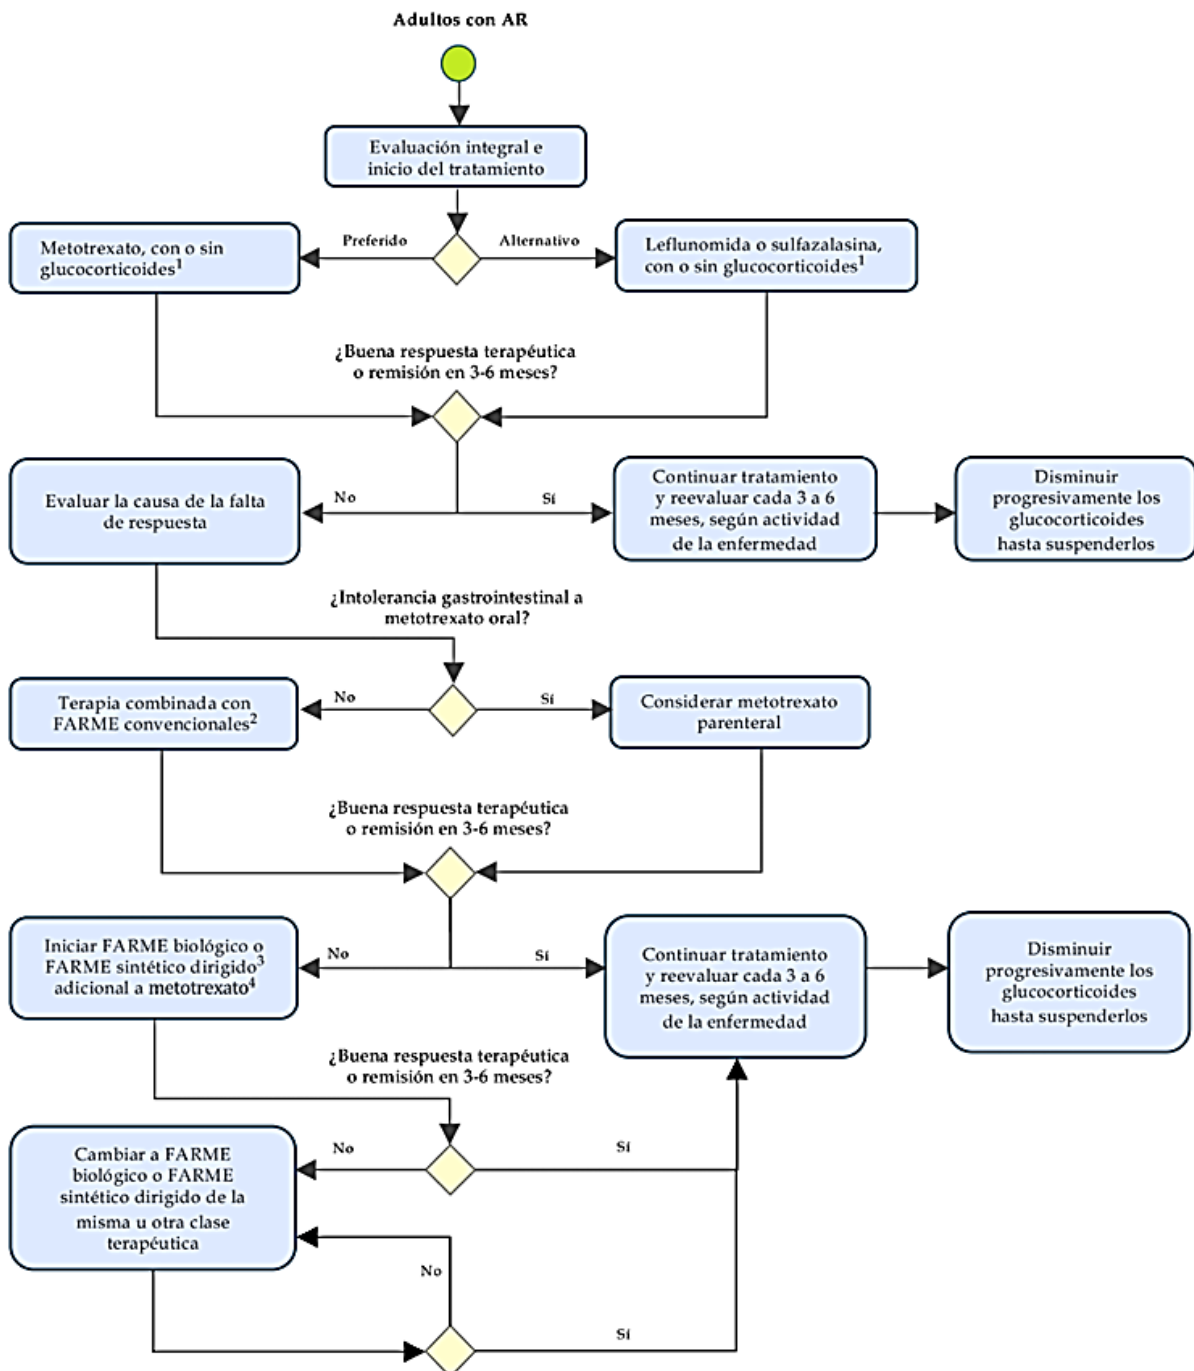 Adultos con AR
Evaluación integral e
inicio del tratamiento
Preferido
Alternativo
Metotrexato, con o sin
glucocorticoides1
Leflunomida o sulfazalasina,
con o sin glucocorticoides1
¿Buena respuesta terapéutica
o remisión en 3-6 meses?
Evaluar la causa de la falta
de respuesta
No
Sí
Continuar tratamiento
y reevaluar cada 3 a 6
meses, según actividad
de la enfermedad
Disminuir
progresivamente los
glucocorticoides
hasta suspenderlos
¿Intolerancia gastrointestinal a
metotrexato oral?
Terapia combinada con
FARME convencionales2
No
Sí
Considerar metotrexato
parenteral
¿Buena respuesta terapéutica
o remisión en 3-6 meses?
Iniciar FARME biológico o
FARME sintético dirigido3
adicional a metotrexato4
No
Sí
Continuar tratamiento
y reevaluar cada 3 a 6
meses, según actividad
de la enfermedad
Disminuir
progresivamente los
glucocorticoides
hasta suspenderlos
¿Buena respuesta terapéutica
o remisión en 3-6 meses?
Cambiar a FARME
biológico o FARME
sintético dirigido de la
misma u otra clase
terapéutica
No
Sí
No
Sí